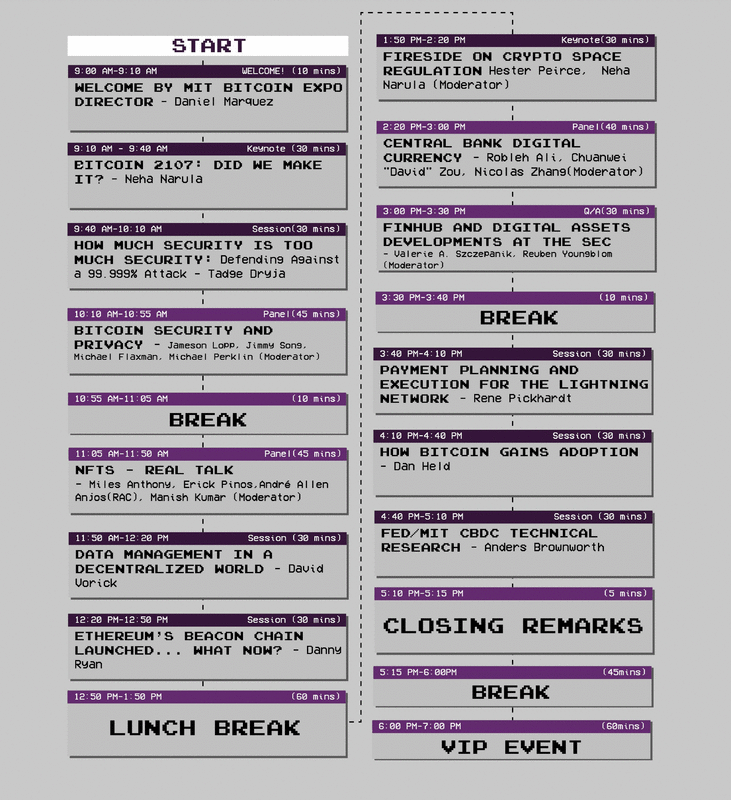 START
9:00 AM-9:10 AM WELCOME! (10 mins)
WELCOME BY MIT BITCOIN EXPO
DIRECTOR - Daniel Marquez
9:10 AM - 9:40 AM Keynote (30 mins)
BITCOIN 2107: DID WE MAKE
IT? - Neha Narula
9:40 AM-10:10 AM Session(30 mins)
HOW MUCH SECURITY IS TOO
MUCH SECURITY: Defending Against
a 99.999% Attack - Tadge Dryja
10:10 AM-10:55 AM Panel(45 mins)
BITCOIN SECURITY AND
PRIVACY - Jameson Lopp, Jimmy Song,
Michael Flaxman, Michael Perklin (Moderator)
10:55 AM-11:05 AM (10 mins)
BREAK
11:05 AM-11:50 AM Panel(45 mins)
NFTS - REAL TALK
- Miles Anthony, Erick Pinos,André Allen
Anjos(RAC), Manish Kumar (Moderator)
11:50 AM-12:20 PM Session (30 mins)
DATA MANAGEMENT IN A
DECENTRALIZED WORLD - David
Vorick
12:20 PM-12:50 PM Session (30 mins)
ETHEREUM'S BEACON CHAIN
LAUNCHED... WHAT NOW? - Danny
Ryan
12:50 PM-1:50 PM (60 mins)
LUNCH BREAK
1:50 PM-2:20 PM Keynote(30 mins)
FIRESIDE ON CRYPTO SPACE
REGULATION Hester Peirce, Neha
Narula (Moderator)
2:20 PM-3:00 PM Panel(40 mins)
CENTRAL BANK DIGITAL
CURRENCY - Robleh Ali, Chuanwei
"David" Zou, Nicolas Zhang(Moderator)
3:00 PM-3:30 PM Q/A(30 mins)
FINHUB AND DIGITAL ASSETS
DEVELOPMENTS AT THE SEC
- Valerie A. Szczepanik, Reuben Youngblom
(Moderator)
3:30 PM-3:40 PM (10 mins)
BREAK
3:40 PM-4:10 PM Session (30 mins)
PAYMENT PLANNING AND
EXECUTION FOR THE LIGHTNING
NETWORK - Rene Pickhardt
4:10 PM-4:40 PM Session (30 mins)
HOW BITCOIN GAINS ADOPTION
- Dan Held
4:40 PM-5:10 PM Session (30 mins)
FED/MIT CBDC TECHNICAL
RESEARCH - Anders Brownworth
5:10 PM-5:15 PM (5 mins)
CLOSING REMARKS
5:15 PM-6:00PM (45mins)
BREAK
6:00 PM-7:00 PM (60mins)
VIP EVENT